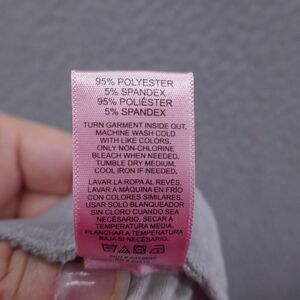 95% POLYESTER
5% SPANDEX
95% POLIÉSTER
5% SPANDEX
TURN GARMENT INSIDE OUT.
MACHINE WASH COLD
WITH LIKE COLORS.
ONLY NON-CHLORINE
BLEACH WHEN NEEDED.
TUMBLE DRY MEDIUM.
COOL IRON IF NEEDED.
LAVAR LA ROPA AL REVÉS.
LAVAR A MÁQUINA EN FRÍO
CON COLORES SIMILARES.
USAR SOLO BLANQUEADOR
SIN CLORO CUANDO SEA
NECESARIO. SECAR A
TEMPERATURA MEDIA.
PLANCHAR A TEMPERATURA
BAJA SI NECESARIO.